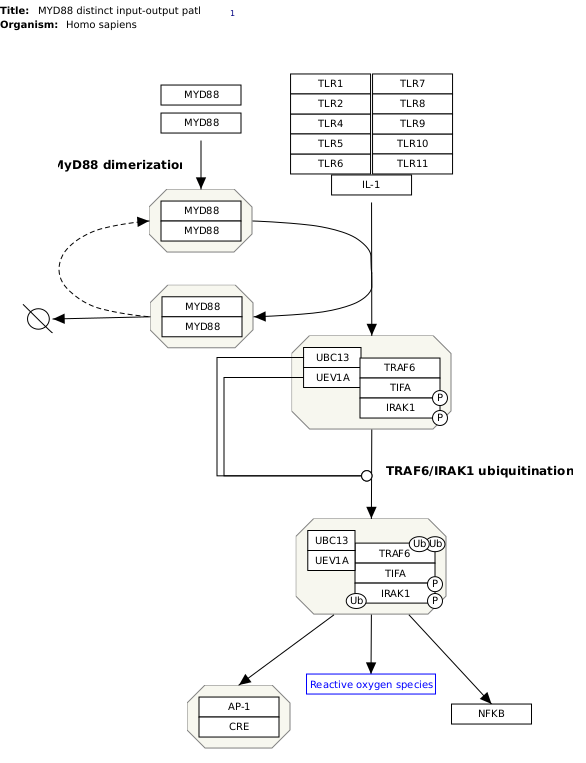 Title: MYD88 distinct input-output patl 1
Organism: Homo sapiens
MYD88
MYD88
TLR1 TLR7
TLR2 TLR8
TLR4 TLR9
TLR5 TLR10
TLR6 TLR11
IL-1
MyD88 dimerization
MYD88
MYD88
MYD88
MYD88
UBC13
UEV1A
TRAF6
TIFA
IRAK1
P
P
TRAF6/IRAK1 ubiquitination
UBC13
UEV1A
Ub Ub
TRAF6
TIFA
P
IRAK1
Ub P
AP-1
CRE
Reactive oxygen species
NFKB